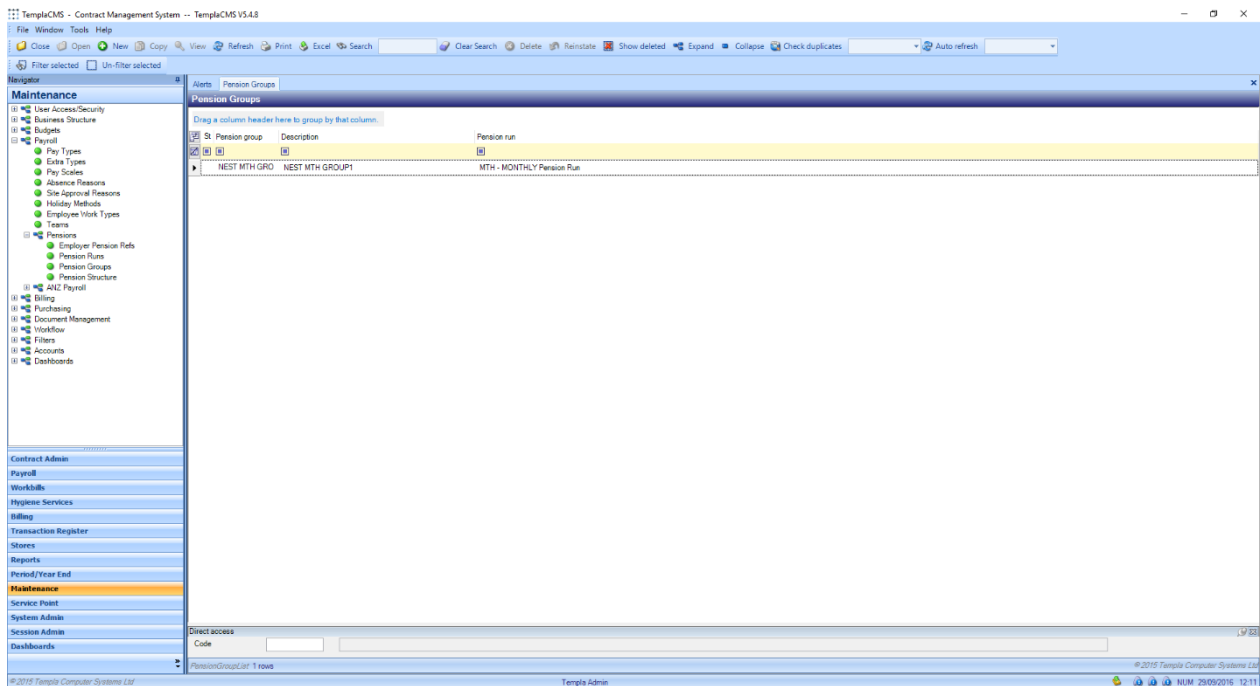 TemplaCMS - Contract Management System -- TemplaCMS V5.4.8
File Window Tools Help
Close Open New Copy View Refresh Print Excel Search Clear Search Delete Reinstate Show deleted Expand Collapse Check duplicates Auto refresh
Filter selected Un-filter selected
Navigator
Maintenance
User Access/Security
Business Structure
Budgets
Payroll
Pay Types
Extra Types
Pay Scales
Absence Reasons
Site Approval Reasons
Holiday Methods
Employee Work Types
Teams
Pensions
Employer Pension Refs
Pension Runs
Pension Groups
Pension Structure
ANZ Payroll
Billing
Purchasing
Document Management
Workflow
Filters
Accounts
Dashboards
Contract Admin
Payroll
Workbills
Hygiene Services
Billing
Transaction Register
Stores
Reports
Period/Year End
Maintenance
Service Point
System Admin
Session Admin
Dashboards
Alerts Pension Groups
Pension Groups
Drag a column header here to group by that column.
St Pension group Description Pension run
NEST MTH GRO NEST MTH GROUP1 MTH - MONTHLY Pension Run
Direct access
Code
PensionGroupList 1 rows © 2015 Templa Computer Systems Ltd
© 2015 Templa Computer Systems Ltd Templa Admin NUM 29/09/2016 12:11